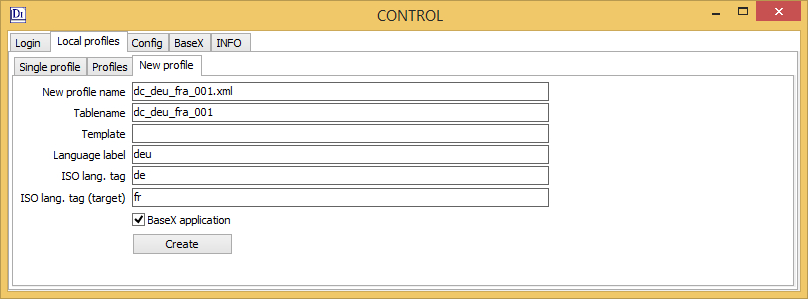 DI CONTROL
Login Local profiles Config BaseX INFO
Single profile Profiles New profile
New profile name dc_deu_fra_001.xml
Tablename dc_deu_fra_001
Template
Language label deu
ISO lang. tag de
ISO lang. tag (target) fr
BaseX application
Create